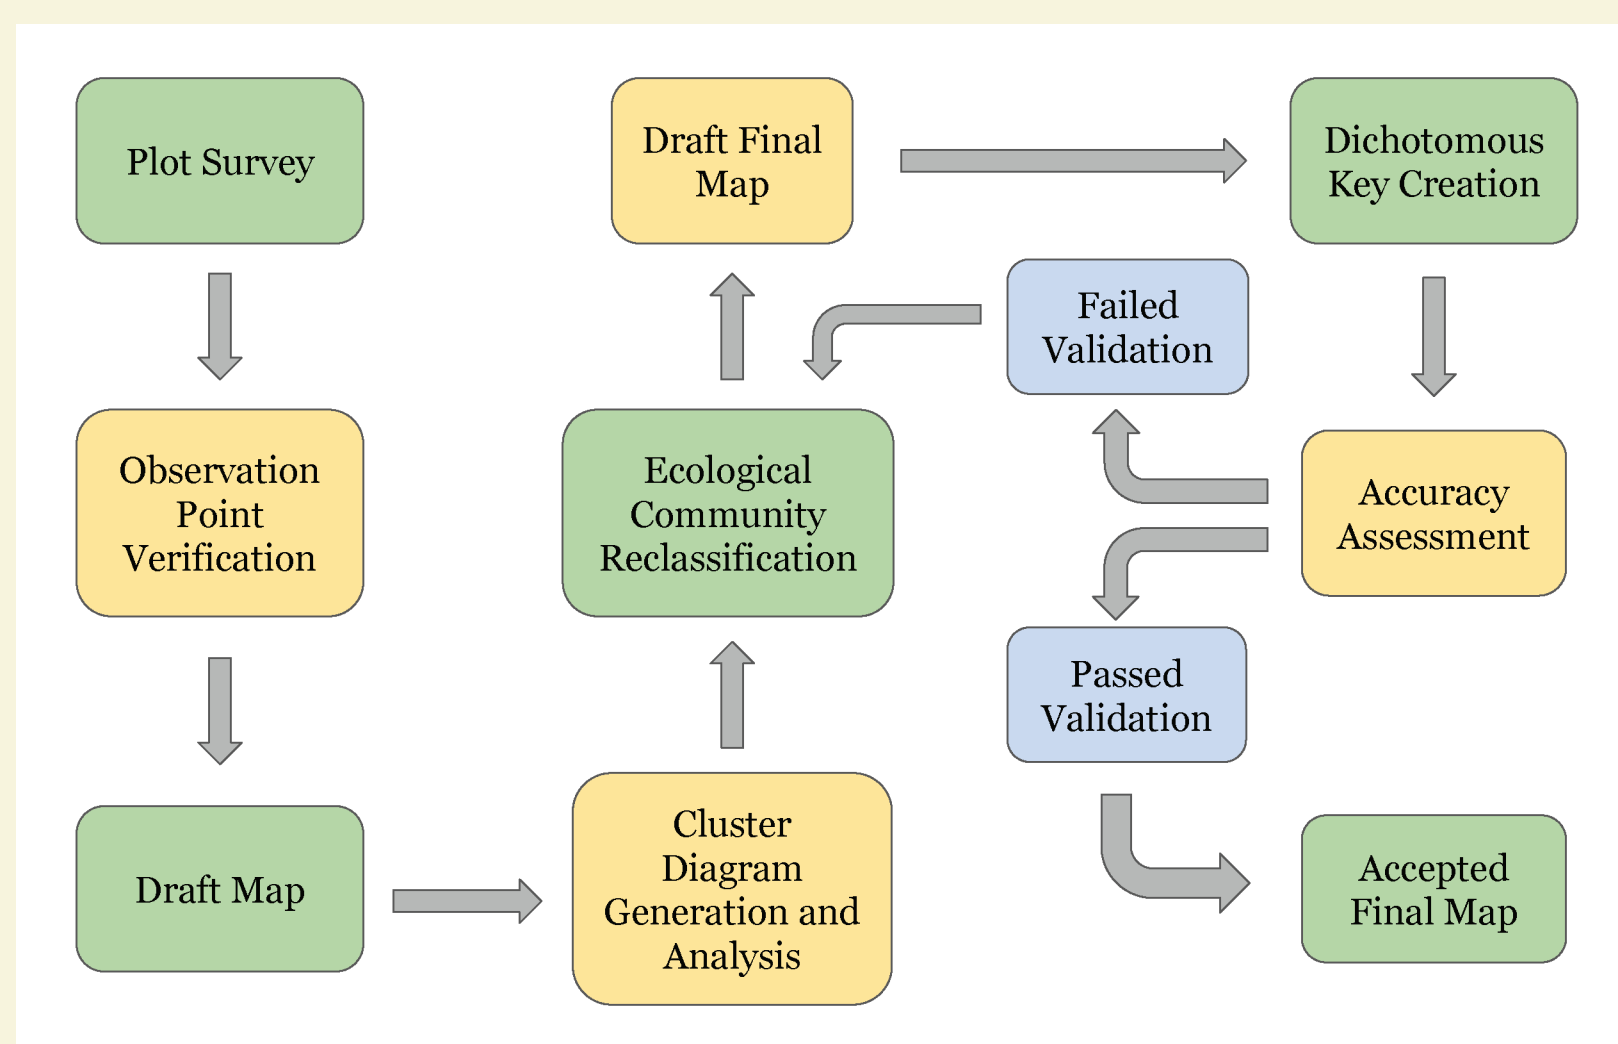 Plot Survey
Observation
Point
Verification
Draft Map
Cluster
Diagram
Generation and
Analysis
Ecological
Community
Reclassification
Draft Final
Map
Dichotomous
Key Creation
Accuracy
Assessment
Failed
Validation
Passed
Validation
Accepted
Final Map